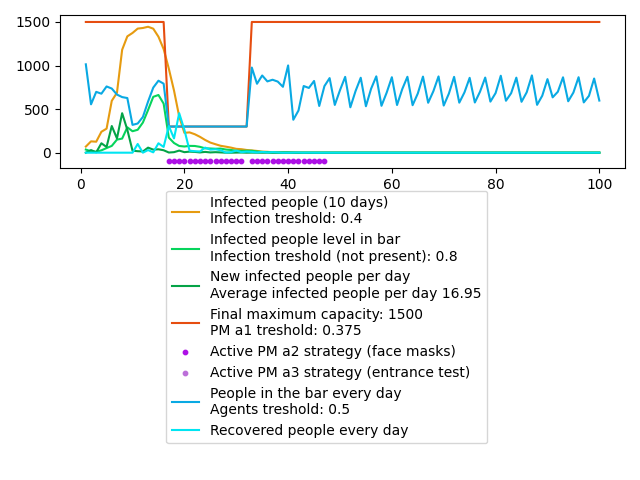 1500
1000
500
0
0 20 40 60 80 100
Infected people (10 days)
Infection treshold: 0.4
Infected people level in bar
Infection treshold (not present): 0.8
New infected people per day
Average infected people per day 16.95
Final maximum capacity: 1500
PM a1 treshold: 0.375
Active PM a2 strategy (face masks)
Active PM a3 strategy (entrance test)
People in the bar every day
Agents treshold: 0.5
Recovered people every day